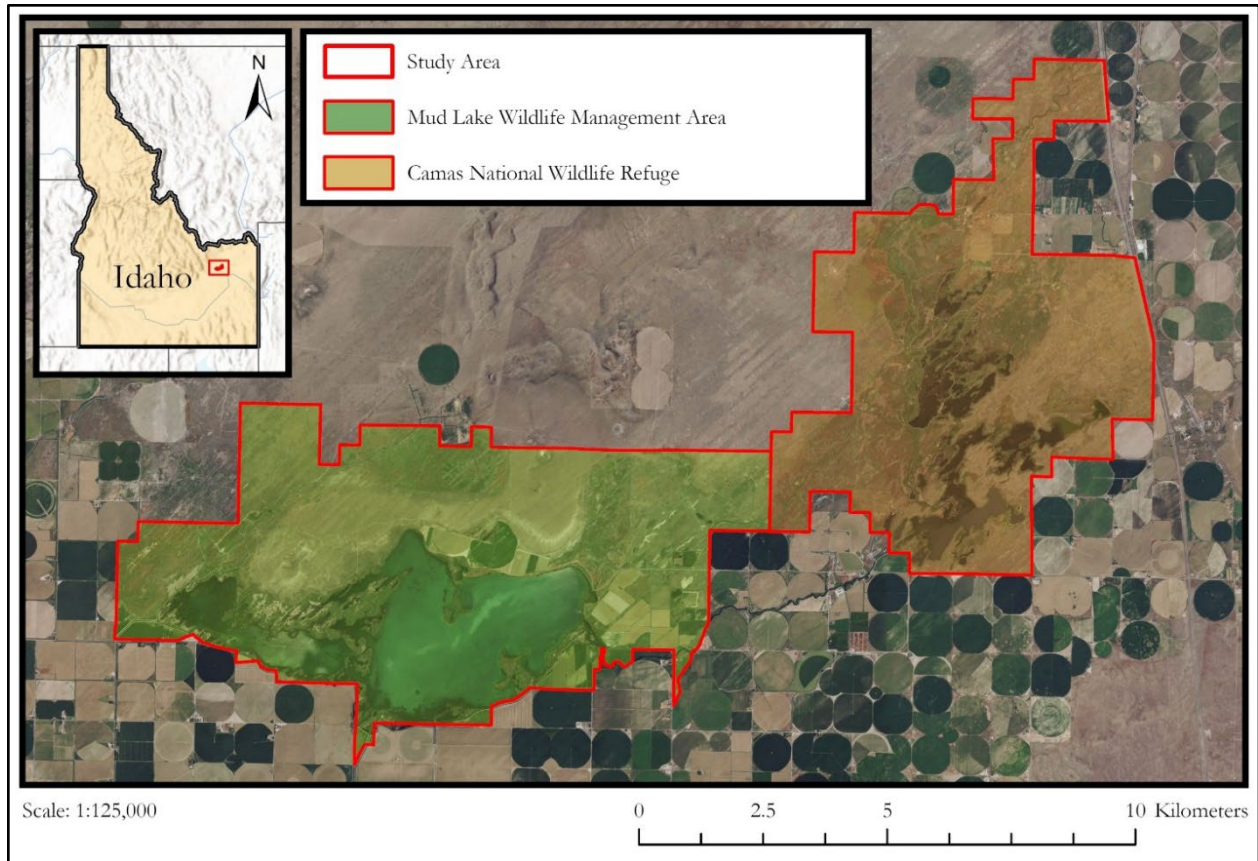 N
Idaho
Study Area
Mud Lake Wildlife Management Area
Camas National Wildlife Refuge
Scale: 1:125,000
0 2.5 5 10 Kilometers